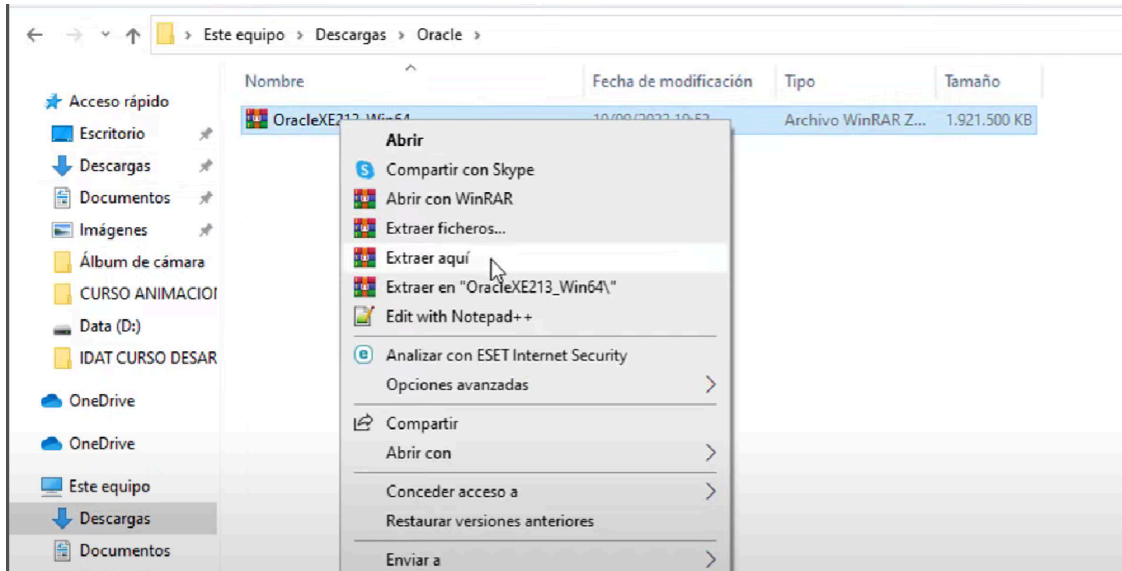 Este equipo > Descargas > Oracle >
Nombre
Fecha de modificación
Tipo
Tamaño
Acceso rápido
Escritorio
Descargas
Documentos
Imágenes
Álbum de cámara
CURSO ANIMACIO
Data (D:)
IDAT CURSO DESAR
OneDrive
OneDrive
Este equipo
Descargas
Documentos
OracleXE213_Win64
Archivo WinRAR Z...
1.921.500 KB
Abrir
Compartir con Skype
Abrir con WinRAR
Extraer ficheros...
Extraer aquí
Extraer en "OracleXE213_Win64\"
Edit with Notepad++
Analizar con ESET Internet Security
Opciones avanzadas
Compartir
Abrir con
Conceder acceso a
Restaurar versiones anteriores
Enviar a